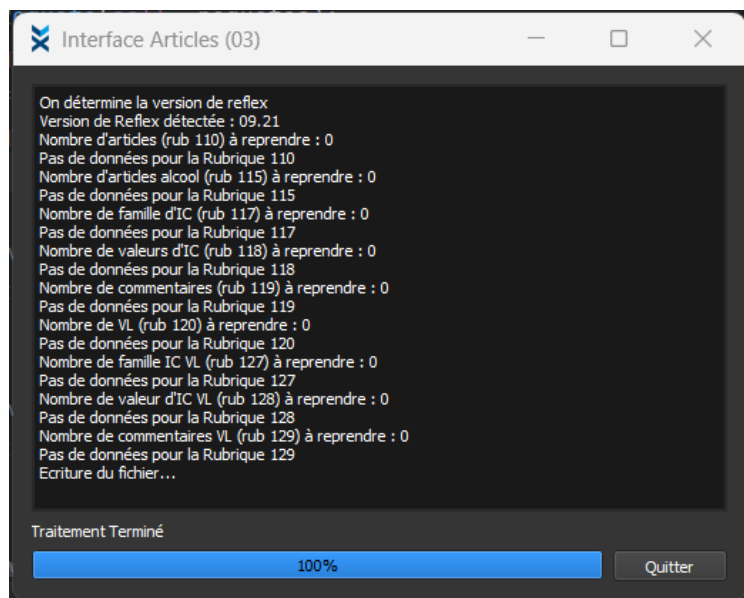 Interface Articles (03)
On détermine la version de reflex
Version de Reflex détectée : 09.21
Nombre d'articles (rub 110) à reprendre : 0
Pas de données pour la Rubrique 110
Nombre d'articles alcool (rub 115) à reprendre : 0
Pas de données pour la Rubrique 115
Nombre de famille d'IC (rub 117) à reprendre : 0
Pas de données pour la Rubrique 117
Nombre de valeurs d'IC (rub 118) à reprendre : 0
Pas de données pour la Rubrique 118
Nombre de commentaires (rub 119) à reprendre : 0
Pas de données pour la Rubrique 119
Nombre de VL (rub 120) à reprendre : 0
Pas de données pour la Rubrique 120
Nombre de famille IC VL (rub 127) à reprendre : 0
Pas de données pour la Rubrique 127
Nombre de valeur d'IC VL (rub 128) à reprendre : 0
Pas de données pour la Rubrique 128
Nombre de commentaires VL (rub 129) à reprendre : 0
Pas de données pour la Rubrique 129
Ecriture du fichier...
Traitement Terminé
100%
Quitter